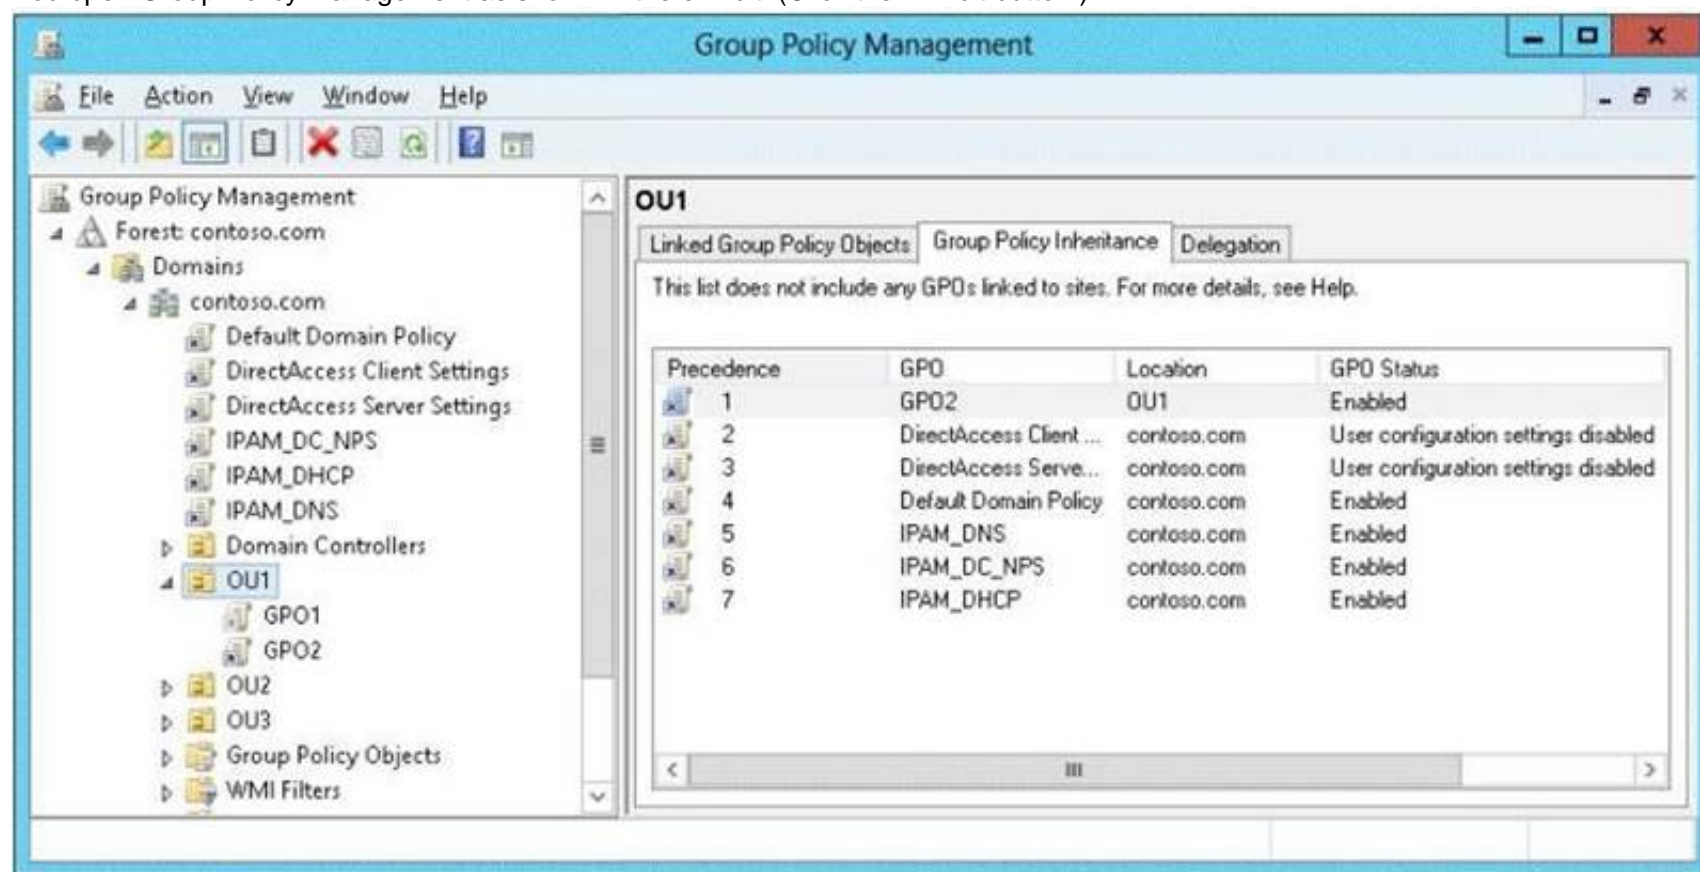 Group Policy Management
File Action View Window Help
Group Policy Management
Forest: contoso.com
Domains
contoso.com
Default Domain Policy
DirectAccess Client Settings
DirectAccess Server Settings
IPAM_DC_NPS
IPAM_DHCP
IPAM_DNS
Domain Controllers
OU1
GPO1
GPO2
OU2
OU3
Group Policy Objects
WMI Filters
OU1
Linked Group Policy Objects Group Policy Inheritance Delegation
This list does not include any GPOs linked to sites. For more details, see Help.
Precedence GPO Location GPO Status
1 GPO2 OU1 Enabled
2 DirectAccess Client ... contoso.com User configuration settings disabled
3 DirectAccess Serve... contoso.com User configuration settings disabled
4 Default Domain Policy contoso.com Enabled
5 IPAM_DNS contoso.com Enabled
6 IPAM_DC_NPS contoso.com Enabled
7 IPAM_DHCP contoso.com Enabled